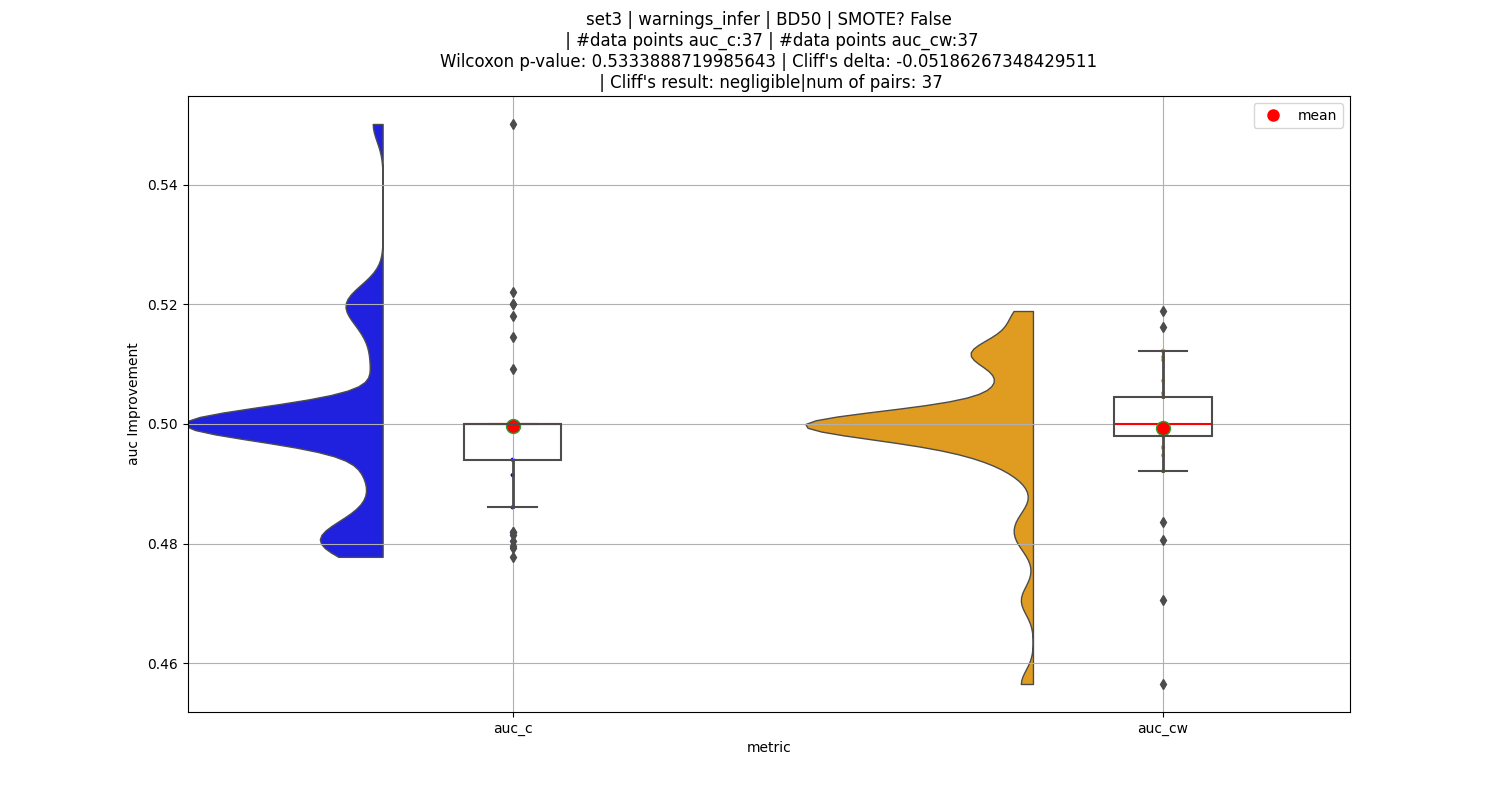 set3 | warnings_infer | BD50 | SMOTE? False
| #data points auc_c:37 | #data points auc_cw:37
Wilcoxon p-value: 0.5333888719985643 | Cliff's delta: -0.05186267348429511
| Cliff's result: negligible|num of pairs: 37
mean
0.54
0.52
0.50
0.48
0.46
auc Improvement
auc_c
auc_cw
metric